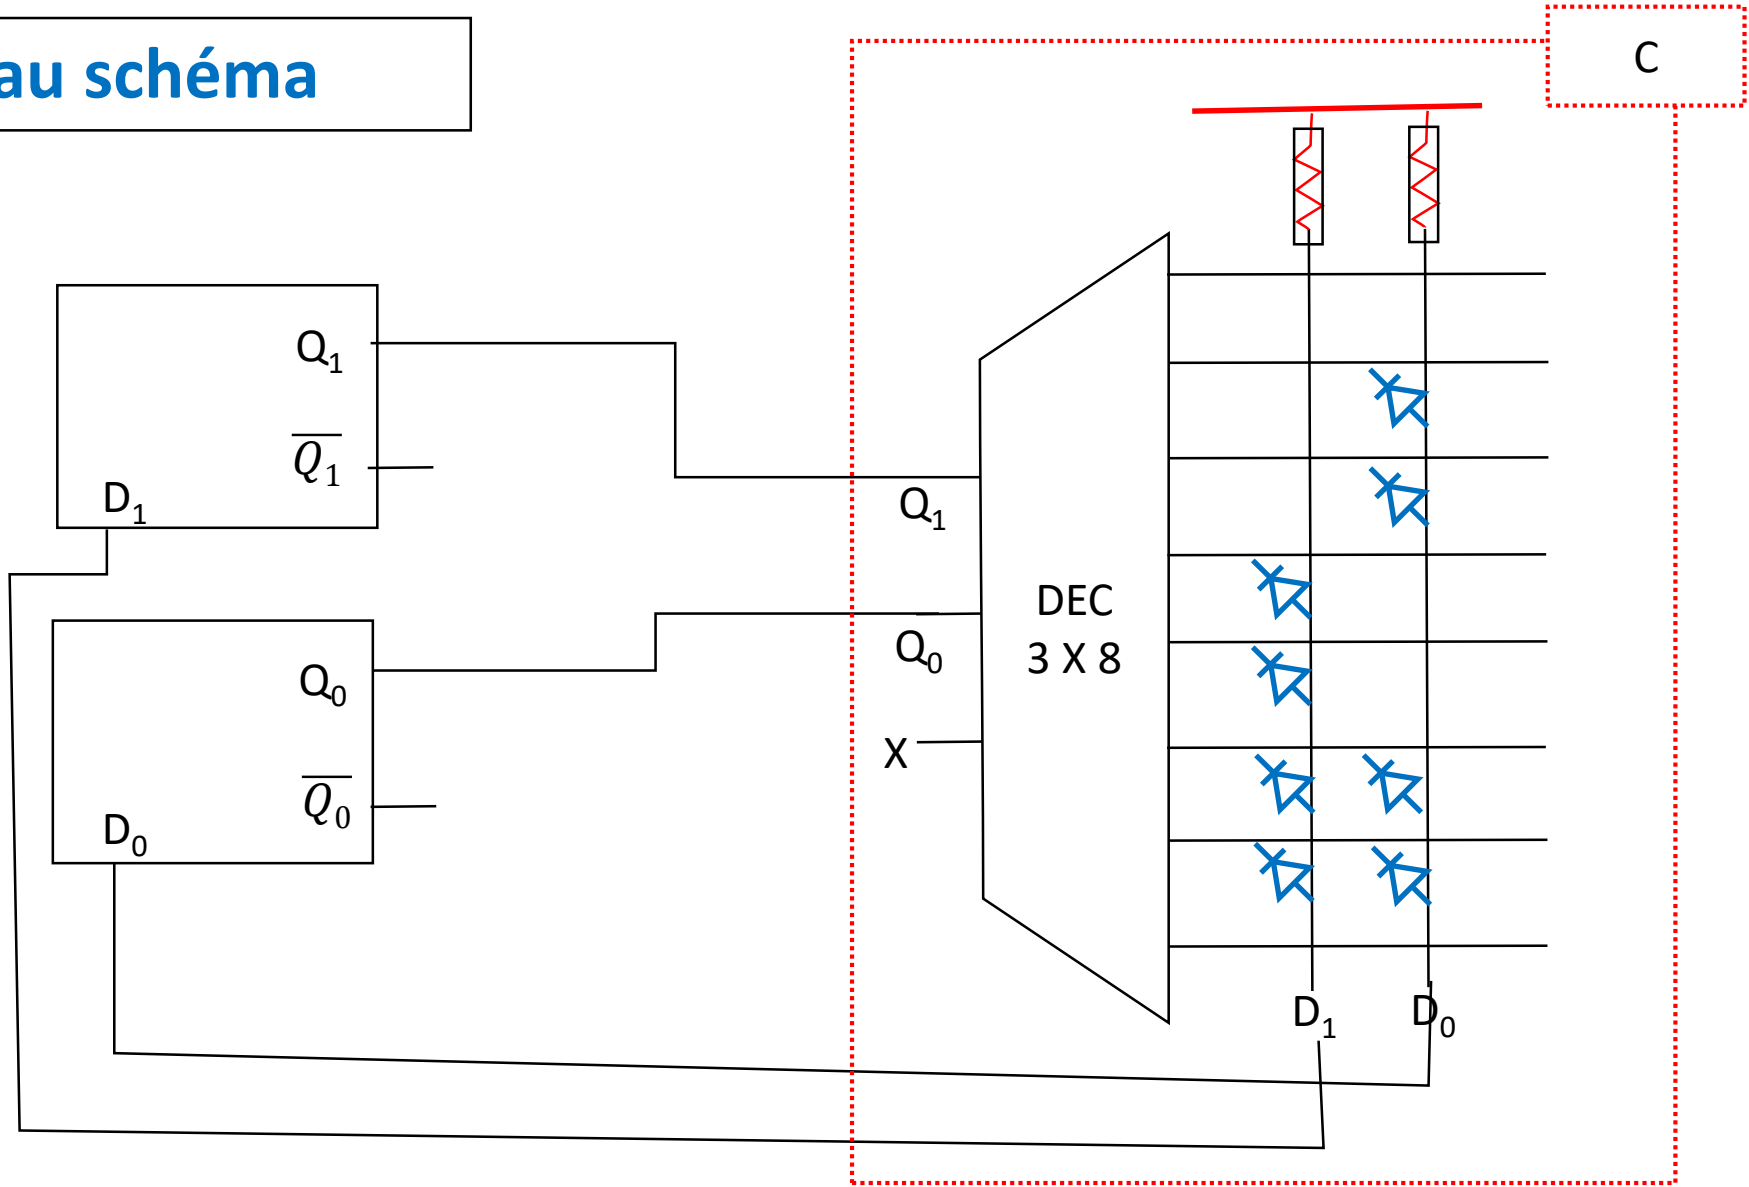 au schéma
C
Q₁
Q̅₁
D₁
Q₁
Q₀
DEC
3 X 8
Q₀
X
Q̅₀
D₀
D₁
D₀